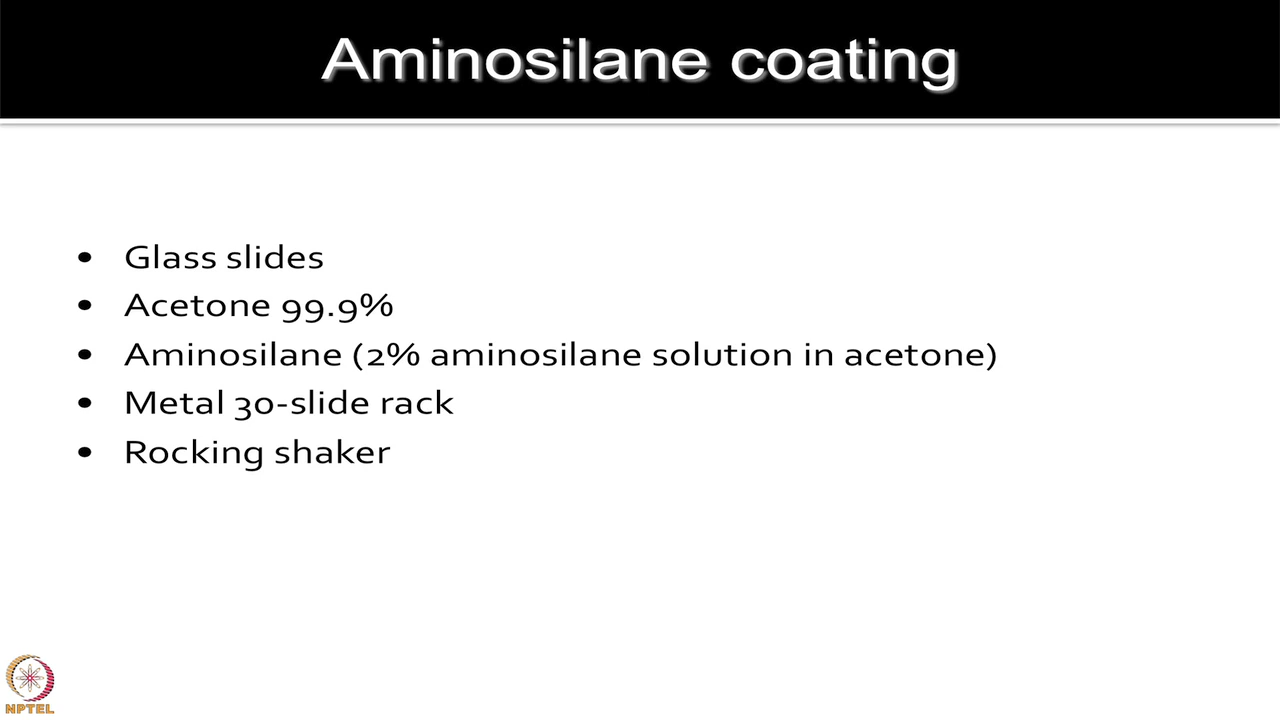 Aminosilane coating
• Glass slides
• Acetone 99.9%
• Aminosilane (2% aminosilane solution in acetone)
• Metal 30-slide rack
• Rocking shaker
NPTEL